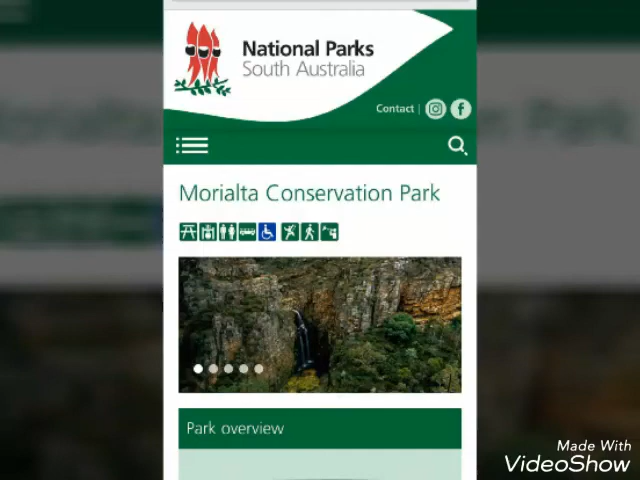 National Parks
South Australia
Contact |
Morialta Conservation Park
Park overview
Made With
VideoShow